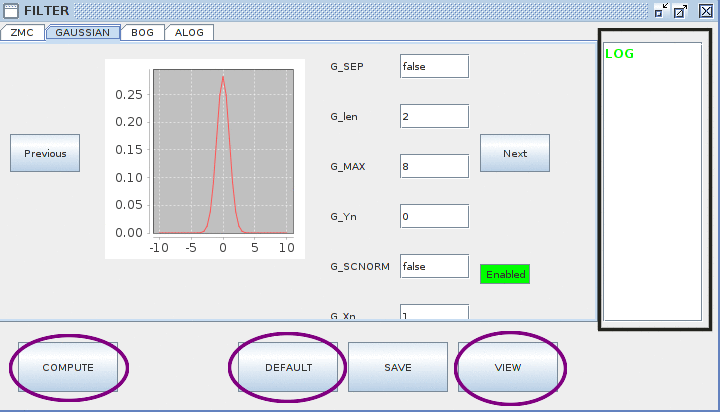 FILTER
ZMC GAUSSIAN BOG ALOG
LOG
G_SEP false
G_len 2
G_MAX 8
G_Yn 0
G_SCNORM false
G_Xn 1
Previous
Next
Enabled
0.25
0.20
0.15
0.10
0.05
0.00
-10 -5 0 5 10
COMPUTE DEFAULT SAVE VIEW